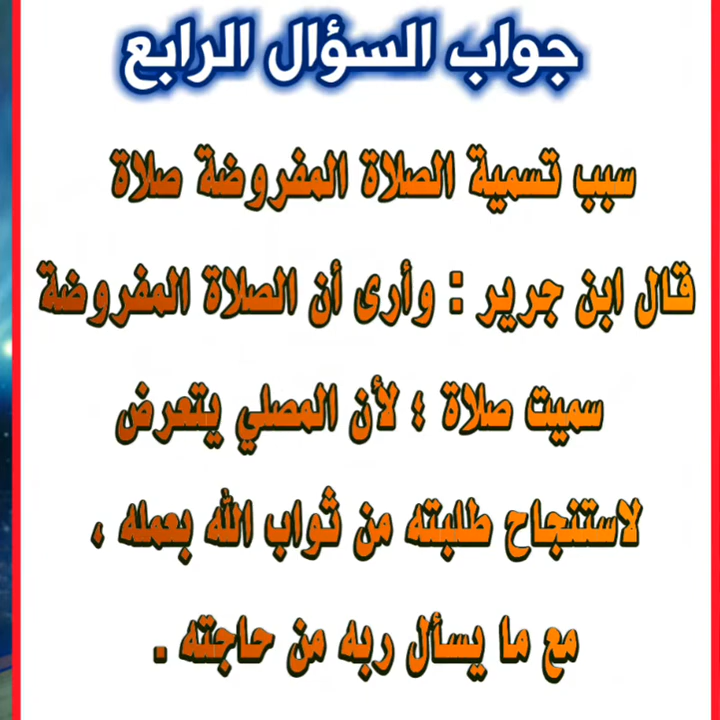 جواب السؤال الرابع
سبب تسمية الصلاة المفروضة صلاة
قال ابن جرير : وأرى أن الصلاة المفروضة
سميت صلاة ؛ لأن المصلي يتعرض
لاستنجاح طلبته من ثواب الله بعمله ،
مع ما يسأل ربه من حاجته .